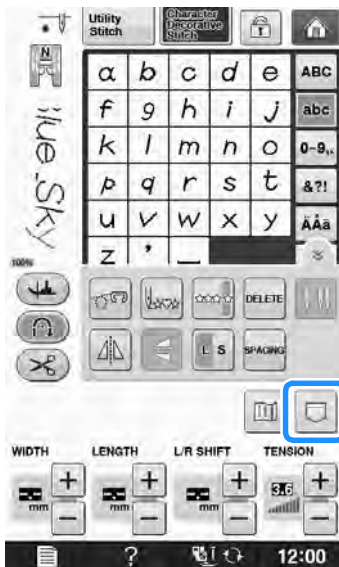 Utility Stitch
Character Decorative Stitch
N
Blue Sky
a b c d e ABC
f g h i j abc
k l m n o 0-9,.
p q r s t &?!
u v w x y ÄÅä
z ' _
100%
DELETE
L S SPACING
WIDTH LENGTH L/R SHIFT TENSION
+ + + +
mm mm mm 3.6
- - - -
? 12:00